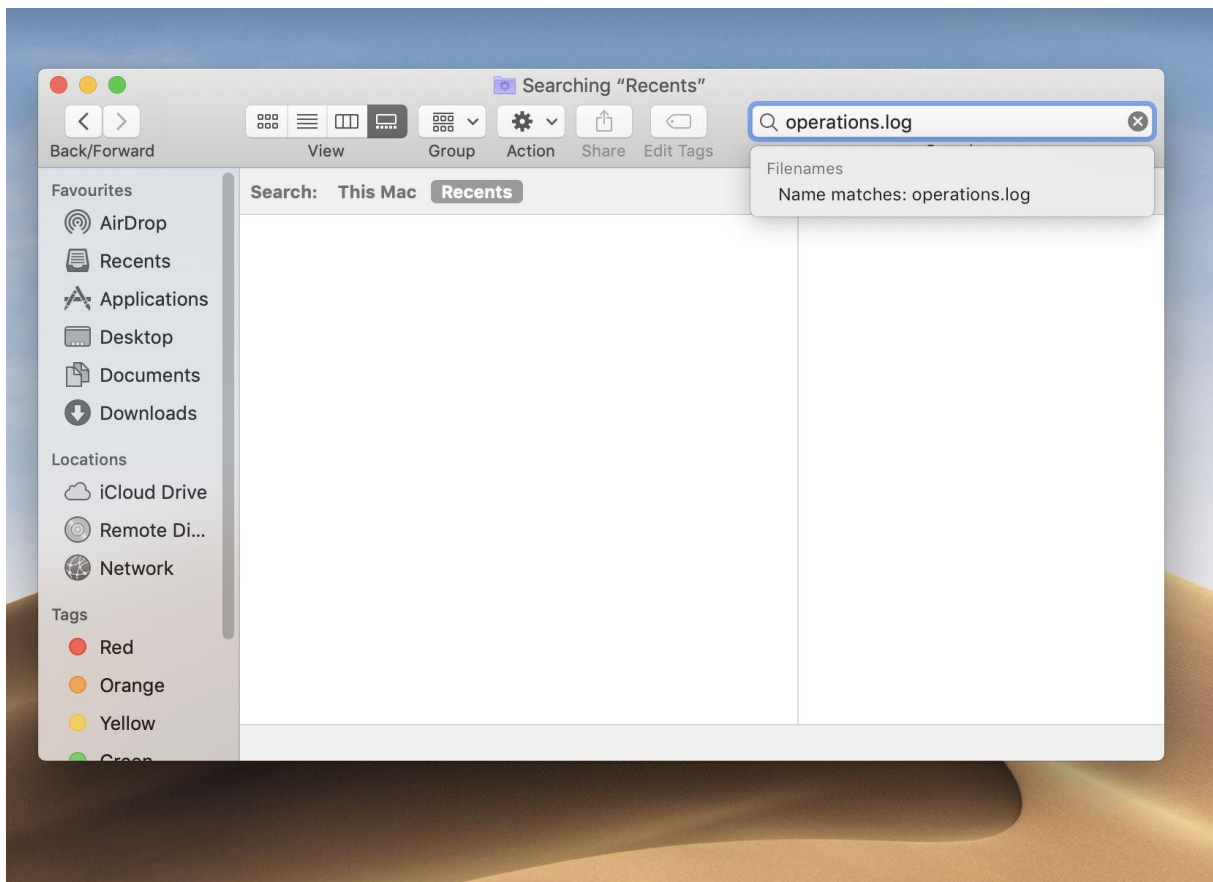 Searching “Recents”
operations.log
Back/Forward
View
Group
Action
Share
Edit Tags
Filenames
Name matches: operations.log
Search: This Mac Recents
Favourites
AirDrop
Recents
Applications
Desktop
Documents
Downloads
Locations
iCloud Drive
Remote Di...
Network
Tags
Red
Orange
Yellow